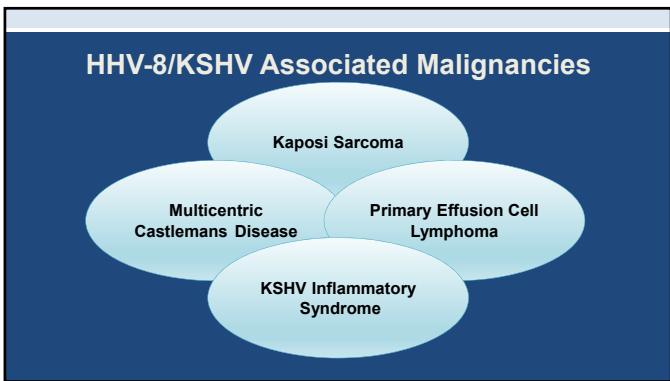 HHV-8/KSHV Associated Malignancies
Kaposi Sarcoma
Multicentric
Castlemans Disease
Primary Effusion Cell
Lymphoma
KSHV Inflammatory
Syndrome